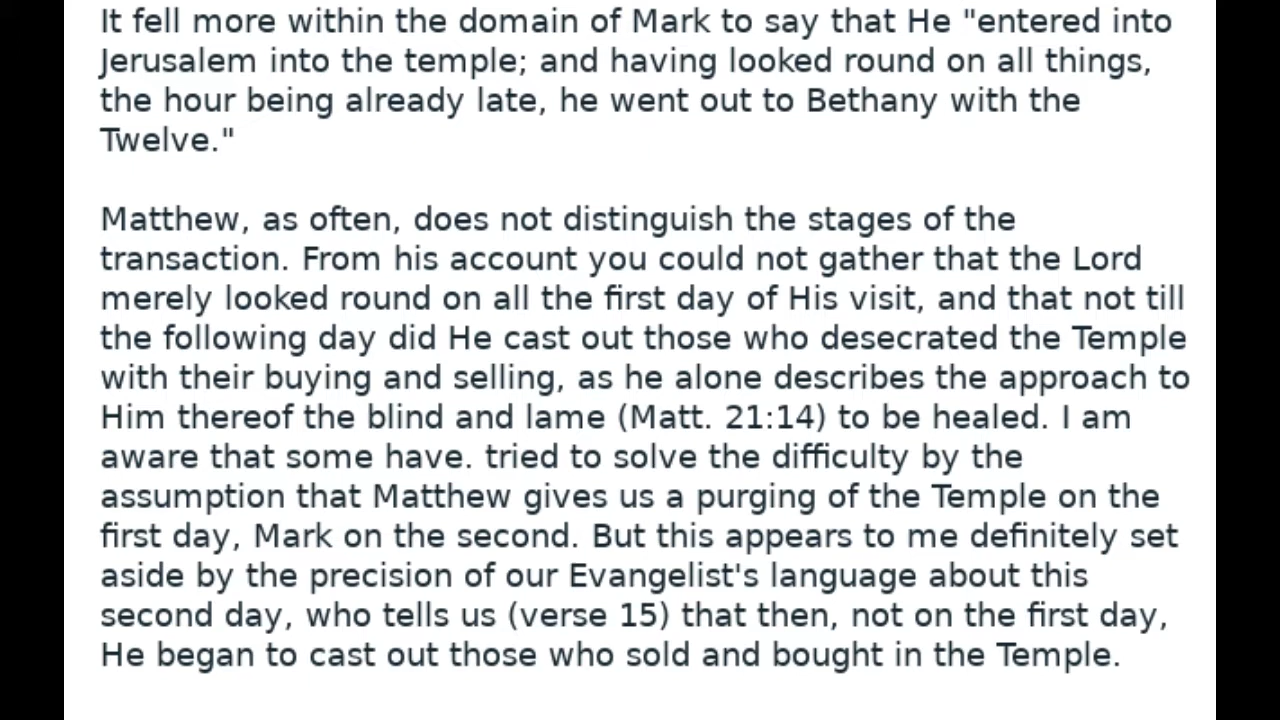 It fell more within the domain of Mark to say that He "entered into
Jerusalem into the temple; and having looked round on all things,
the hour being already late, he went out to Bethany with the
Twelve."
Matthew, as often, does not distinguish the stages of the
transaction. From his account you could not gather that the Lord
merely looked round on all the first day of His visit, and that not till
the following day did He cast out those who desecrated the Temple
with their buying and selling, as he alone describes the approach to
Him thereof the blind and lame (Matt. 21:14) to be healed. I am
aware that some have. tried to solve the difficulty by the
assumption that Matthew gives us a purging of the Temple on the
first day, Mark on the second. But this appears to me definitely set
aside by the precision of our Evangelist's language about this
second day, who tells us (verse 15) that then, not on the first day,
He began to cast out those who sold and bought in the Temple.